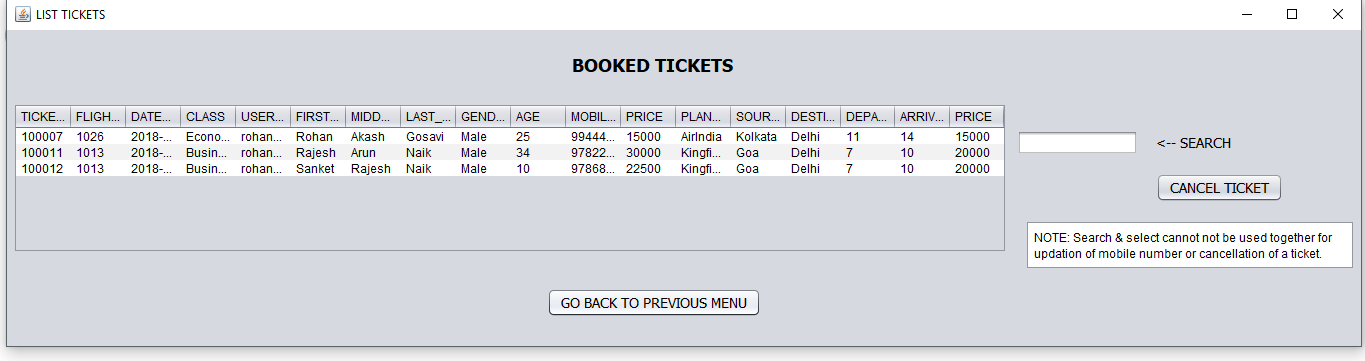 LIST TICKETS
BOOKED TICKETS
TICKE... FLIGH... DATE... CLASS USER... FIRST... MIDD... LAST_... GEND... AGE MOBIL... PRICE PLAN... SOUR... DESTI... DEPA... ARRIV... PRICE
100007 1026 2018-... Econo... rohan... Rohan Akash Gosavi Male 25 99444... 15000 AirIndia Kolkata Delhi 11 14 15000
100011 1013 2018-... Busin... rohan... Rajesh Arun Naik Male 34 97822... 30000 Kingfi... Goa Delhi 7 10 20000
100012 1013 2018-... Busin... rohan... Sanket Rajesh Naik Male 10 97868... 22500 Kingfi... Goa Delhi 7 10 20000
<-- SEARCH
CANCEL TICKET
NOTE: Search & select cannot not be used together for
updation of mobile number or cancellation of a ticket.
GO BACK TO PREVIOUS MENU